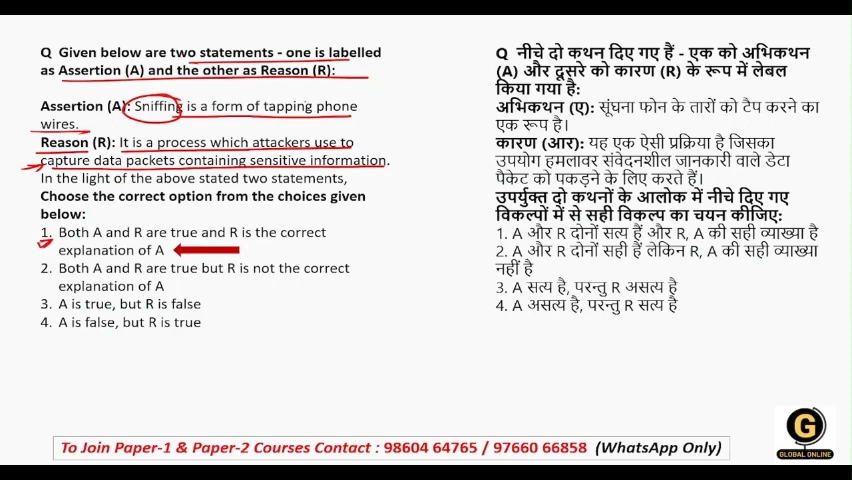 Q Given below are two statements - one is labelled
as Assertion (A) and the other as Reason (R):
Assertion (A): Sniffing is a form of tapping phone
wires.
Reason (R): It is a process which attackers use to
capture data packets containing sensitive information.
In the light of the above stated two statements,
Choose the correct option from the choices given
below:
1. Both A and R are true and R is the correct
explanation of A
2. Both A and R are true but R is not the correct
explanation of A
3. A is true, but R is false
4. A is false, but R is true
Q नीचे दो कथन दिए गए हैं - एक को अभिकथन
(A) और दूसरे को कारण (R) के रूप में लेबल
किया गया है:
अभिकथन (ए): सूंघना फोन के तारों को टैप करने का
एक रूप है।
कारण (आर): यह एक ऐसी प्रक्रिया है जिसका
उपयोग हमलावर संवेदनशील जानकारी वाले डेटा
पैकेट को पकड़ने के लिए करते हैं।
उपर्युक्त दो कथनों के आलोक में नीचे दिए गए
विकल्पों में से सही विकल्प का चयन कीजिए:
1. A और R दोनों सत्य हैं और R, A की सही व्याख्या है
2. A और R दोनों सही हैं लेकिन R, A की सही व्याख्या
नहीं है
3. A सत्य है, परन्तु R असत्य है
4. A असत्य है, परन्तु R सत्य है
To Join Paper-1 & Paper-2 Courses Contact : 98604 64765 / 97660 66858 (WhatsApp Only)
G
GLOBAL ONLINE